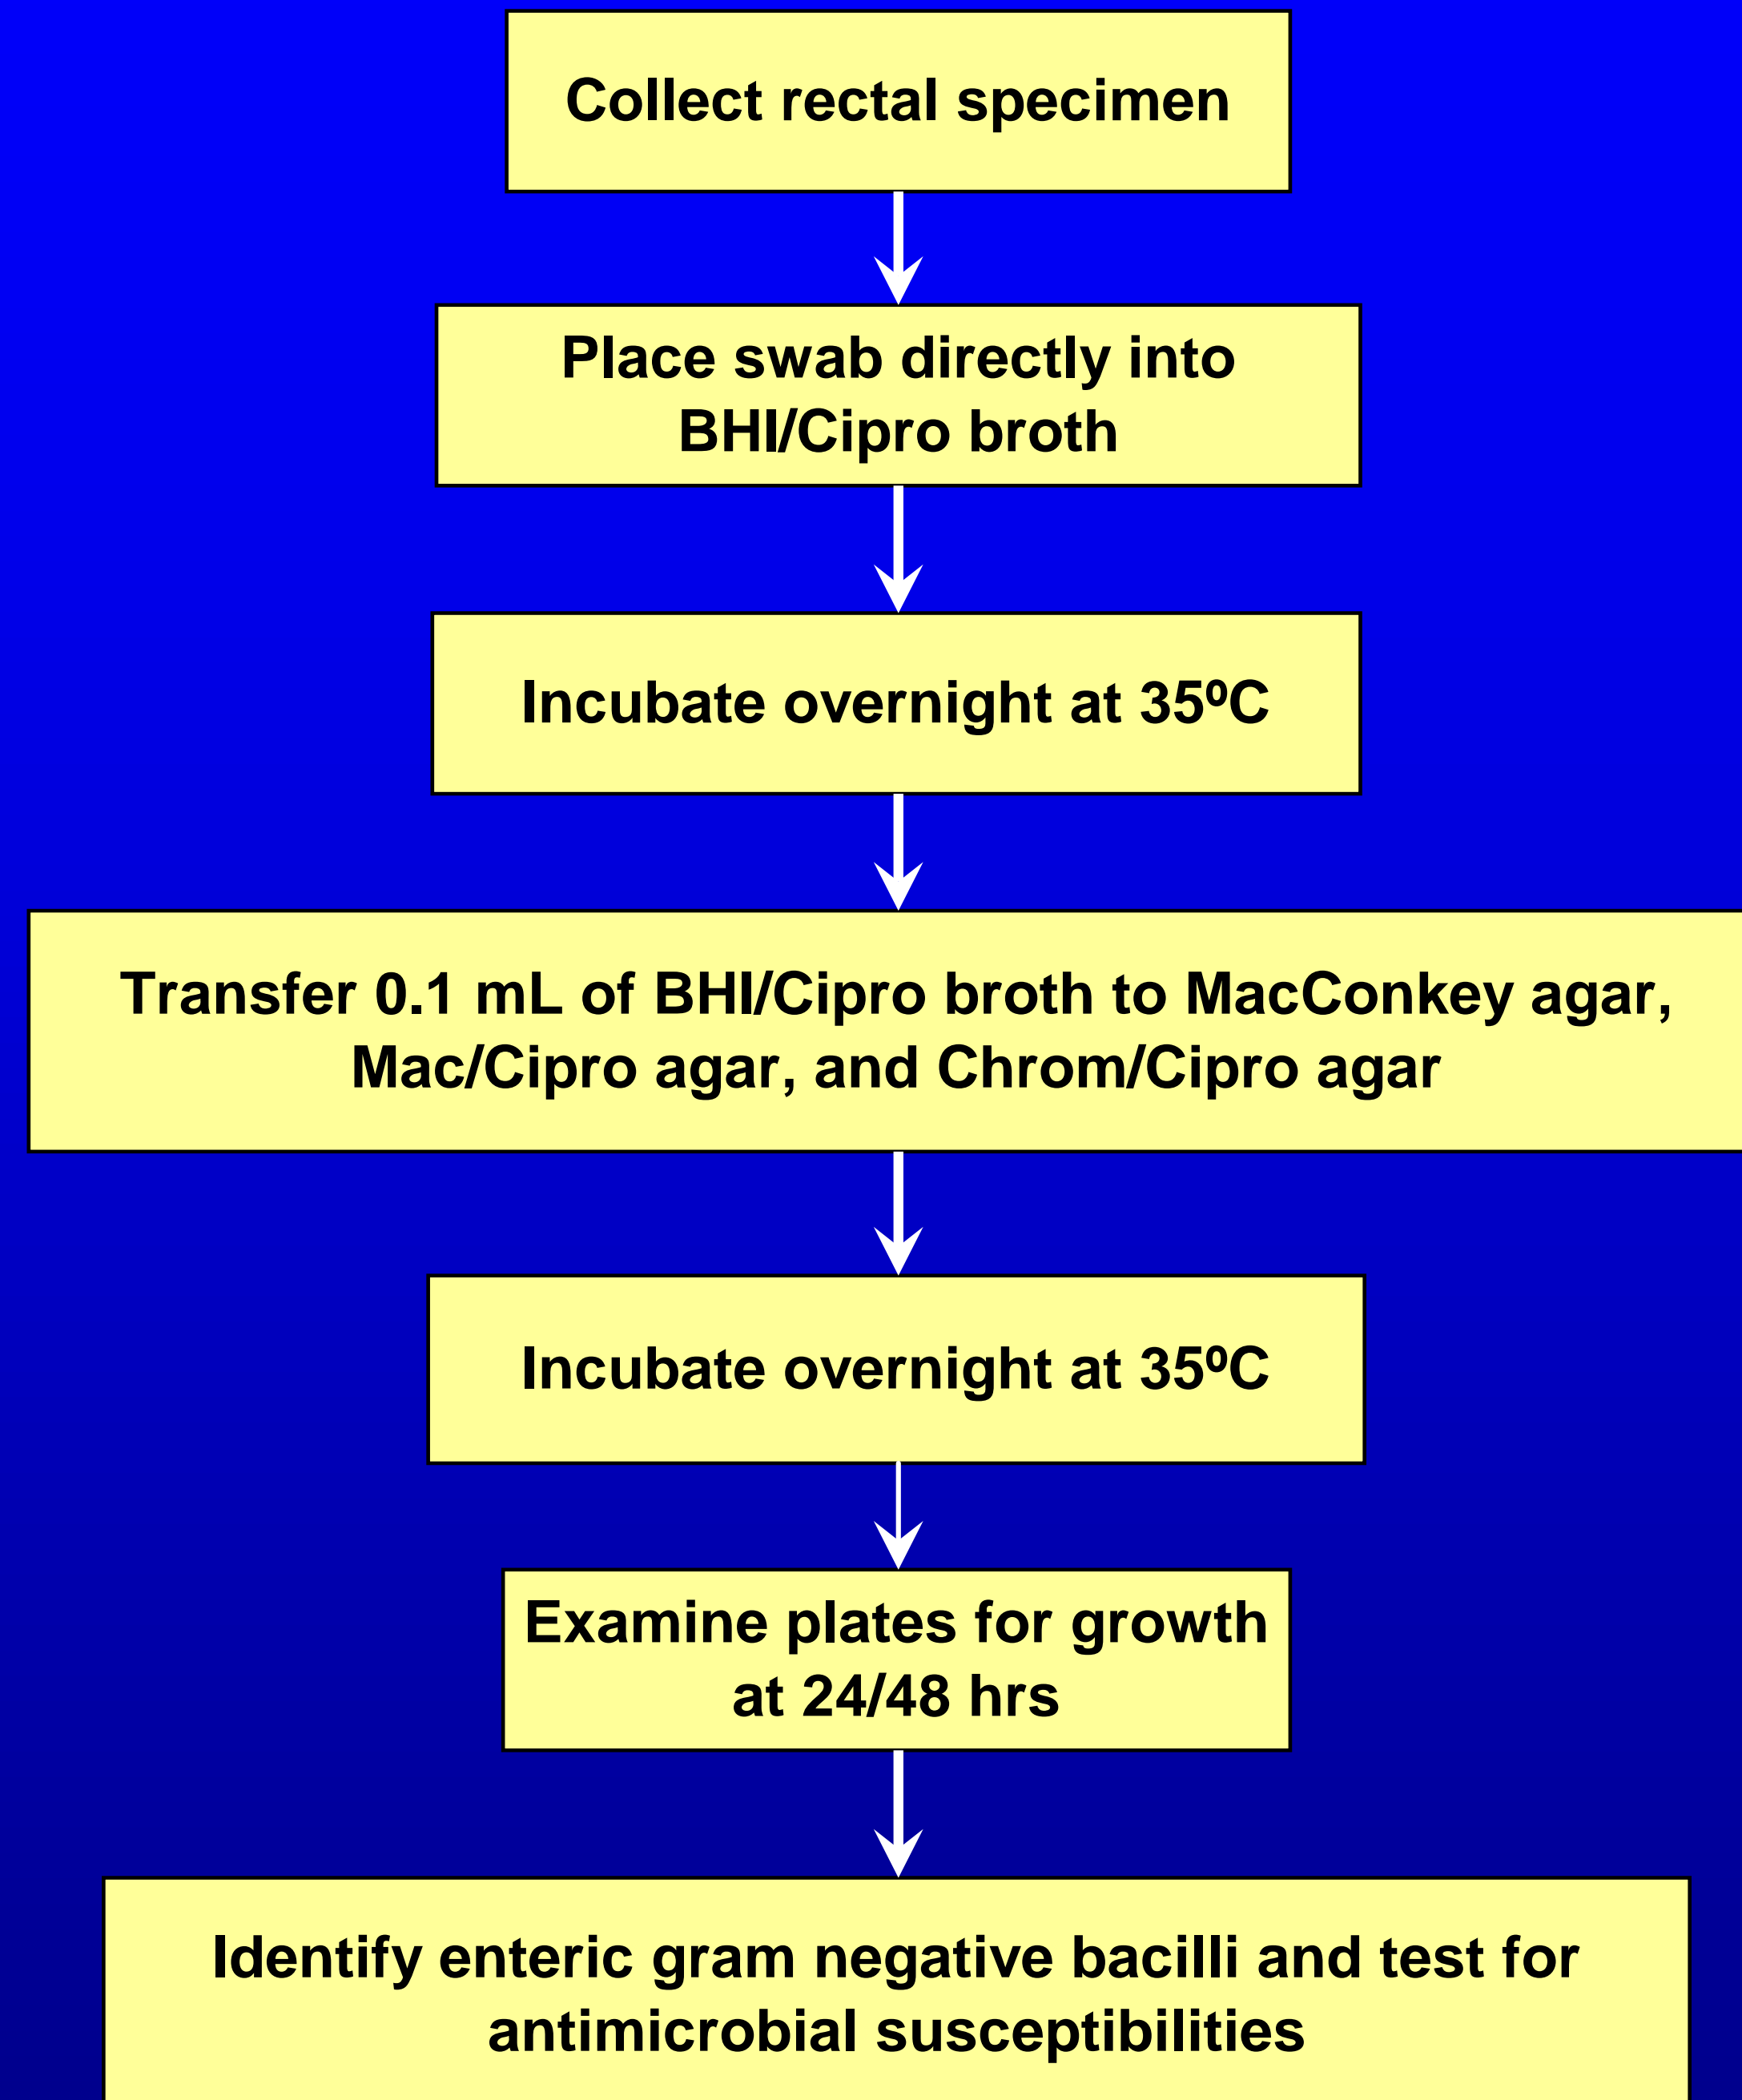 Collect rectal specimen
Place swab directly into
BHI/Cipro broth
Incubate overnight at 35ºC
Transfer 0.1 mL of BHI/Cipro broth to MacConkey agar,
Mac/Cipro agar, and Chrom/Cipro agar
Incubate overnight at 35ºC
Examine plates for growth
at 24/48 hrs
Identify enteric gram negative bacilli and test for
antimicrobial susceptibilities